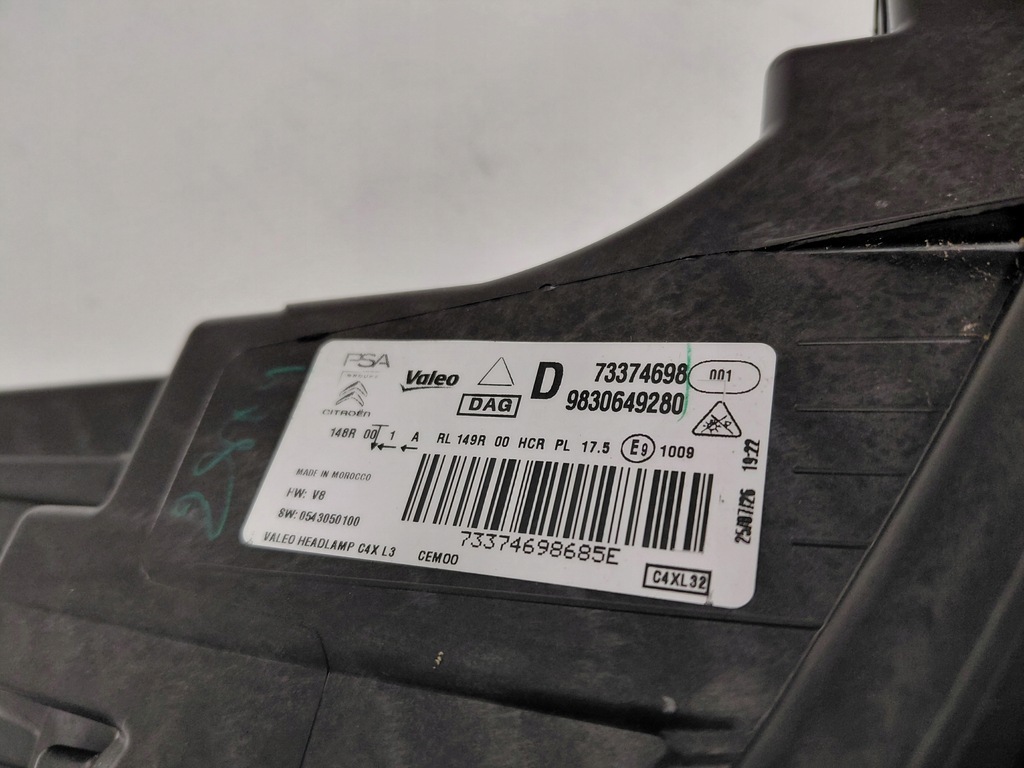 PSA
GROUPE
CITROËN
Valeo
DAG
D
73374698
9830649280
001
148R 00 1 A RL 149R 00 HCR PL 17.5 E9 1009
MADE IN MOROCCO
HW: V8
SW: 0543050100
VALEO HEADLAMP C4X L3 CEM00
73374698685E
C4XL32
25/07/26 19:22